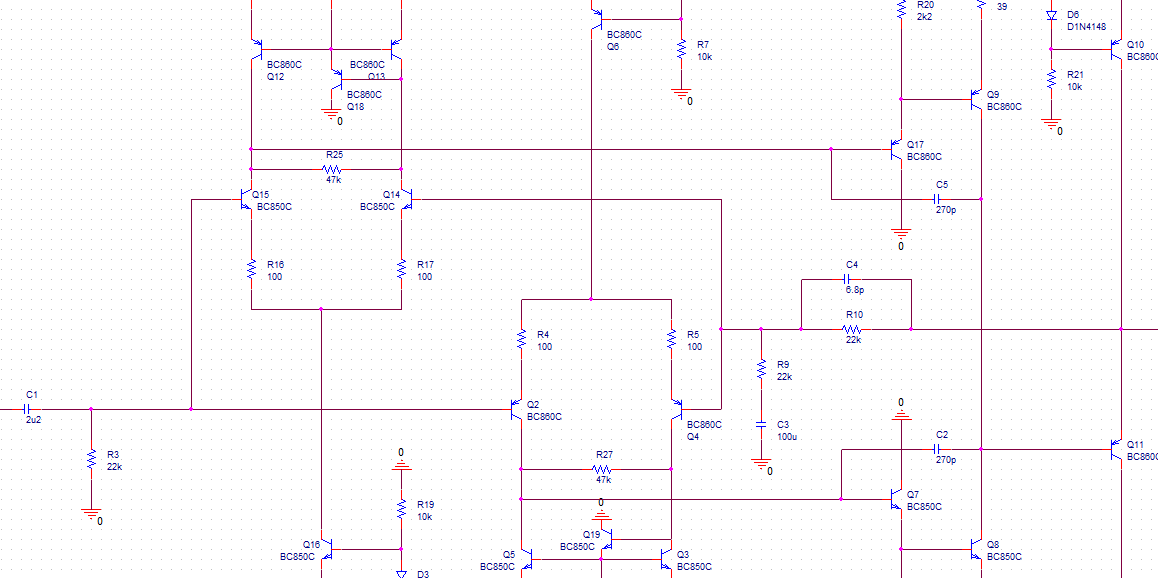 R20
2k2
39
D6
D1N4148
BC860C
Q6
R7
10k
0
Q10
BC860C
BC860C
Q12
BC860C
Q13
BC860C
Q18
0
R21
10k
0
Q9
BC860C
R25
47k
Q17
BC860C
Q15
BC850C
Q14
BC850C
C5
270p
0
R16
100
R17
100
C4
6.8p
R10
22k
R4
100
R5
100
R9
22k
C1
2u2
Q2
BC860C
BC860C
Q4
C3
100u
0
0
R3
22k
0
0
R27
47k
C2
270p
Q11
BC860C
R19
10k
0
Q7
BC850C
Q16
BC850C
Q19
BC850C
Q5
BC850C
Q3
BC850C
Q8
BC850C
D3